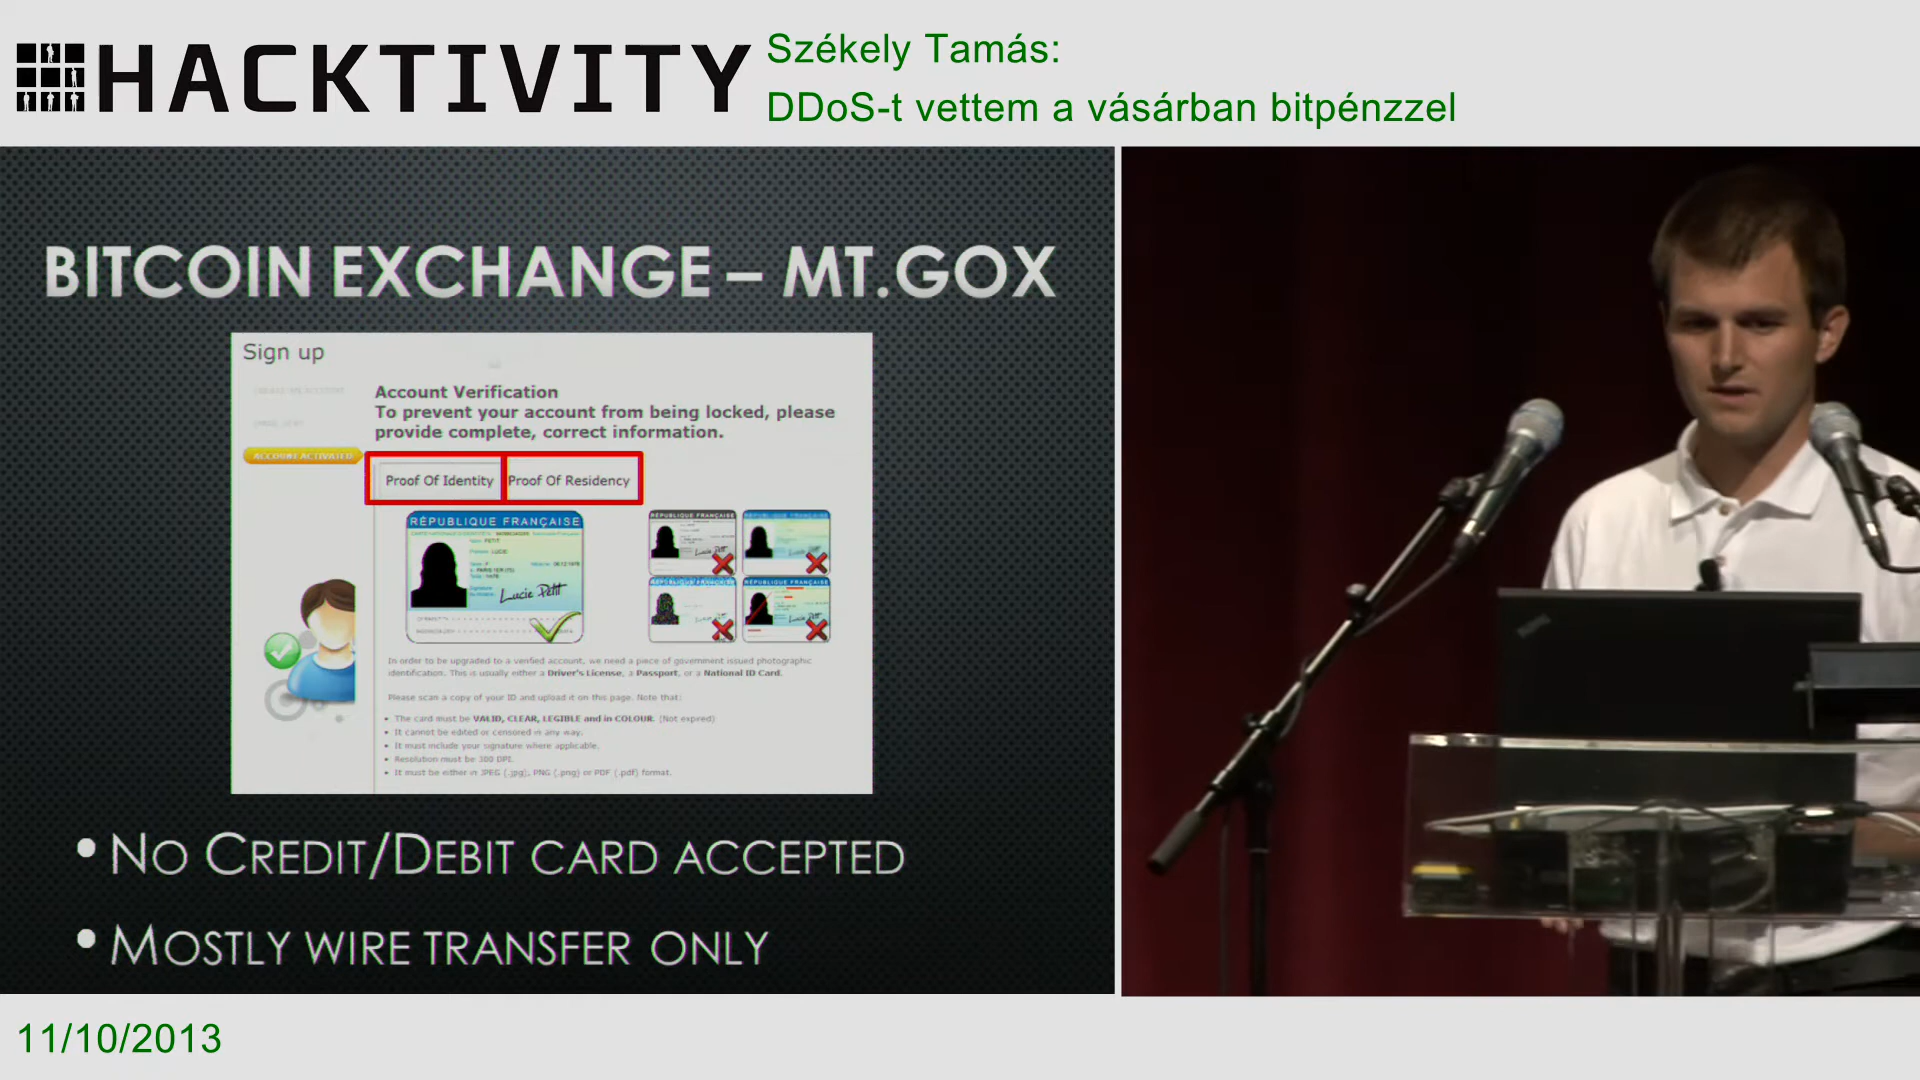 HACKTIVITY
Székely Tamás:
DDoS-t vettem a vásárban bitpénzzel
BITCOIN EXCHANGE – MT.GOX
Sign up
ACCOUNT ACTIVATED
Account Verification
To prevent your account from being locked, please
provide complete, correct information.
Proof Of Identity
Proof Of Residency
RÉPUBLIQUE FRANÇAISE
Lucie Petit
In order to be upgraded to a verified account, we need a piece of government issued photographic
identification. This is usually either a Driver's License, a Passport, or a National ID Card.
Please scan a copy of your ID and upload it on this page. Note that:
• The card must be VALID, CLEAR, LEGIBLE and in COLOUR. (Not expired)
• It cannot be edited or censored in any way.
• It must include your signature where applicable.
• Resolution must be 300 DPI.
• It must be either in JPEG (.jpg), PNG (.png) or PDF (.pdf) format.
• NO CREDIT/DEBIT CARD ACCEPTED
• MOSTLY WIRE TRANSFER ONLY
11/10/2013